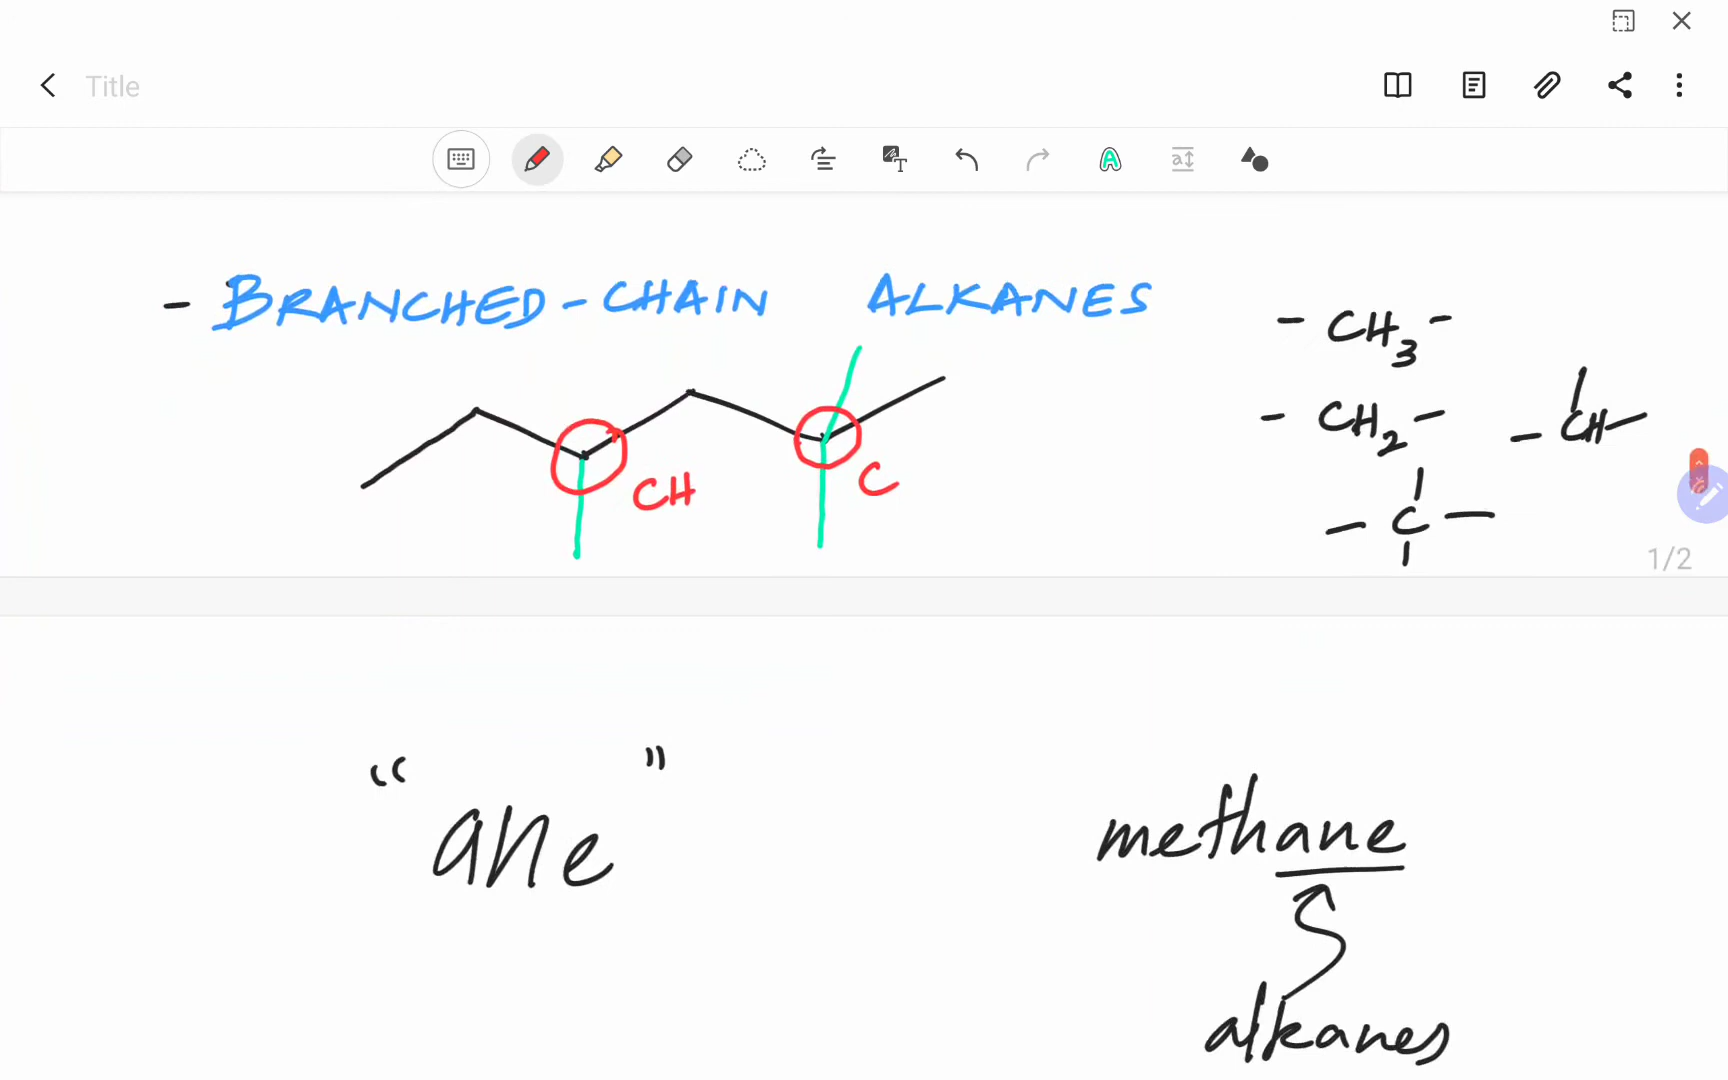 Title
- BRANCHED-CHAIN ALKANES
- CH3 -
- CH2 -
- CH -
- C -
CH
C
1/2
“ ane ”
methane
alkanes